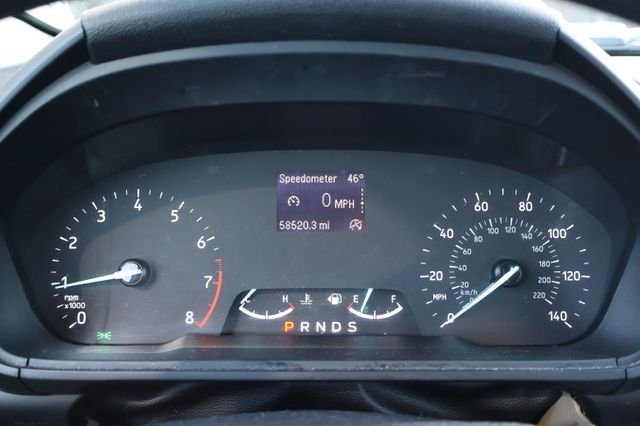 Speedometer 46°
0 MPH
58520.3 mi
0 1 2 3 4 5 6 7 8
rpm
x1000
0 20 40 60 80 100 120 140
MPH
20 40 60 80 100 120 140 160 180 200 220
km/h
C H E F
P R N D S